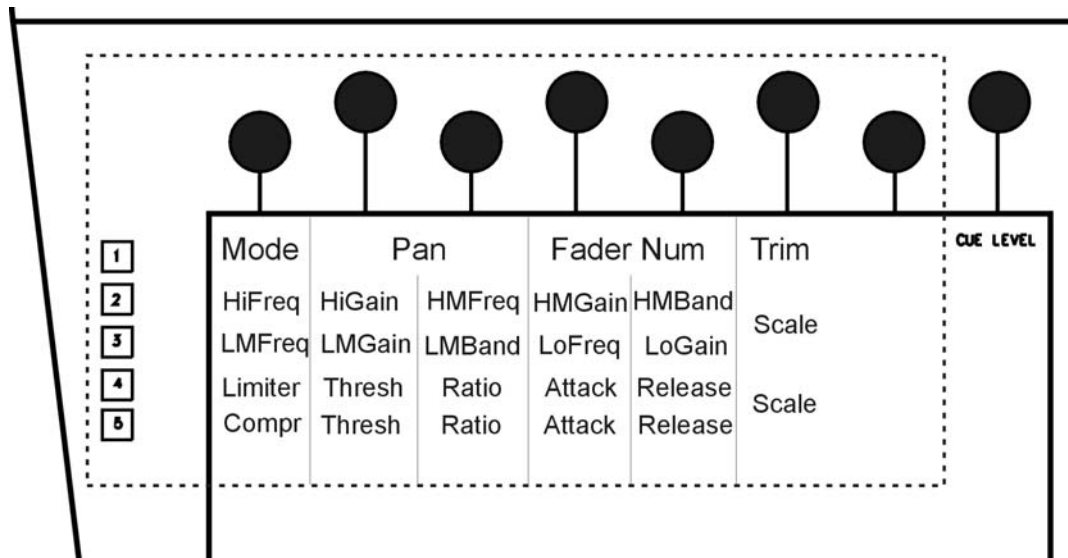 1 Mode Pan Fader Num Trim CUE LEVEL
2 HiFreq HiGain HMFreq HMGain HMBand
Scale
3 LMFreq LMGain LMBand LoFreq LoGain
4 Limiter Thresh Ratio Attack Release
Scale
5 Compr Thresh Ratio Attack Release